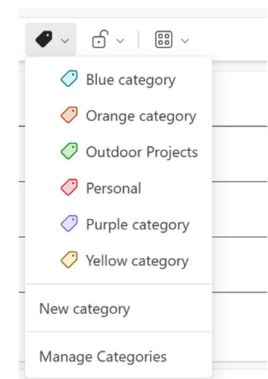 Blue category
Orange category
Outdoor Projects
Personal
Purple category
Yellow category
New category
Manage Categories